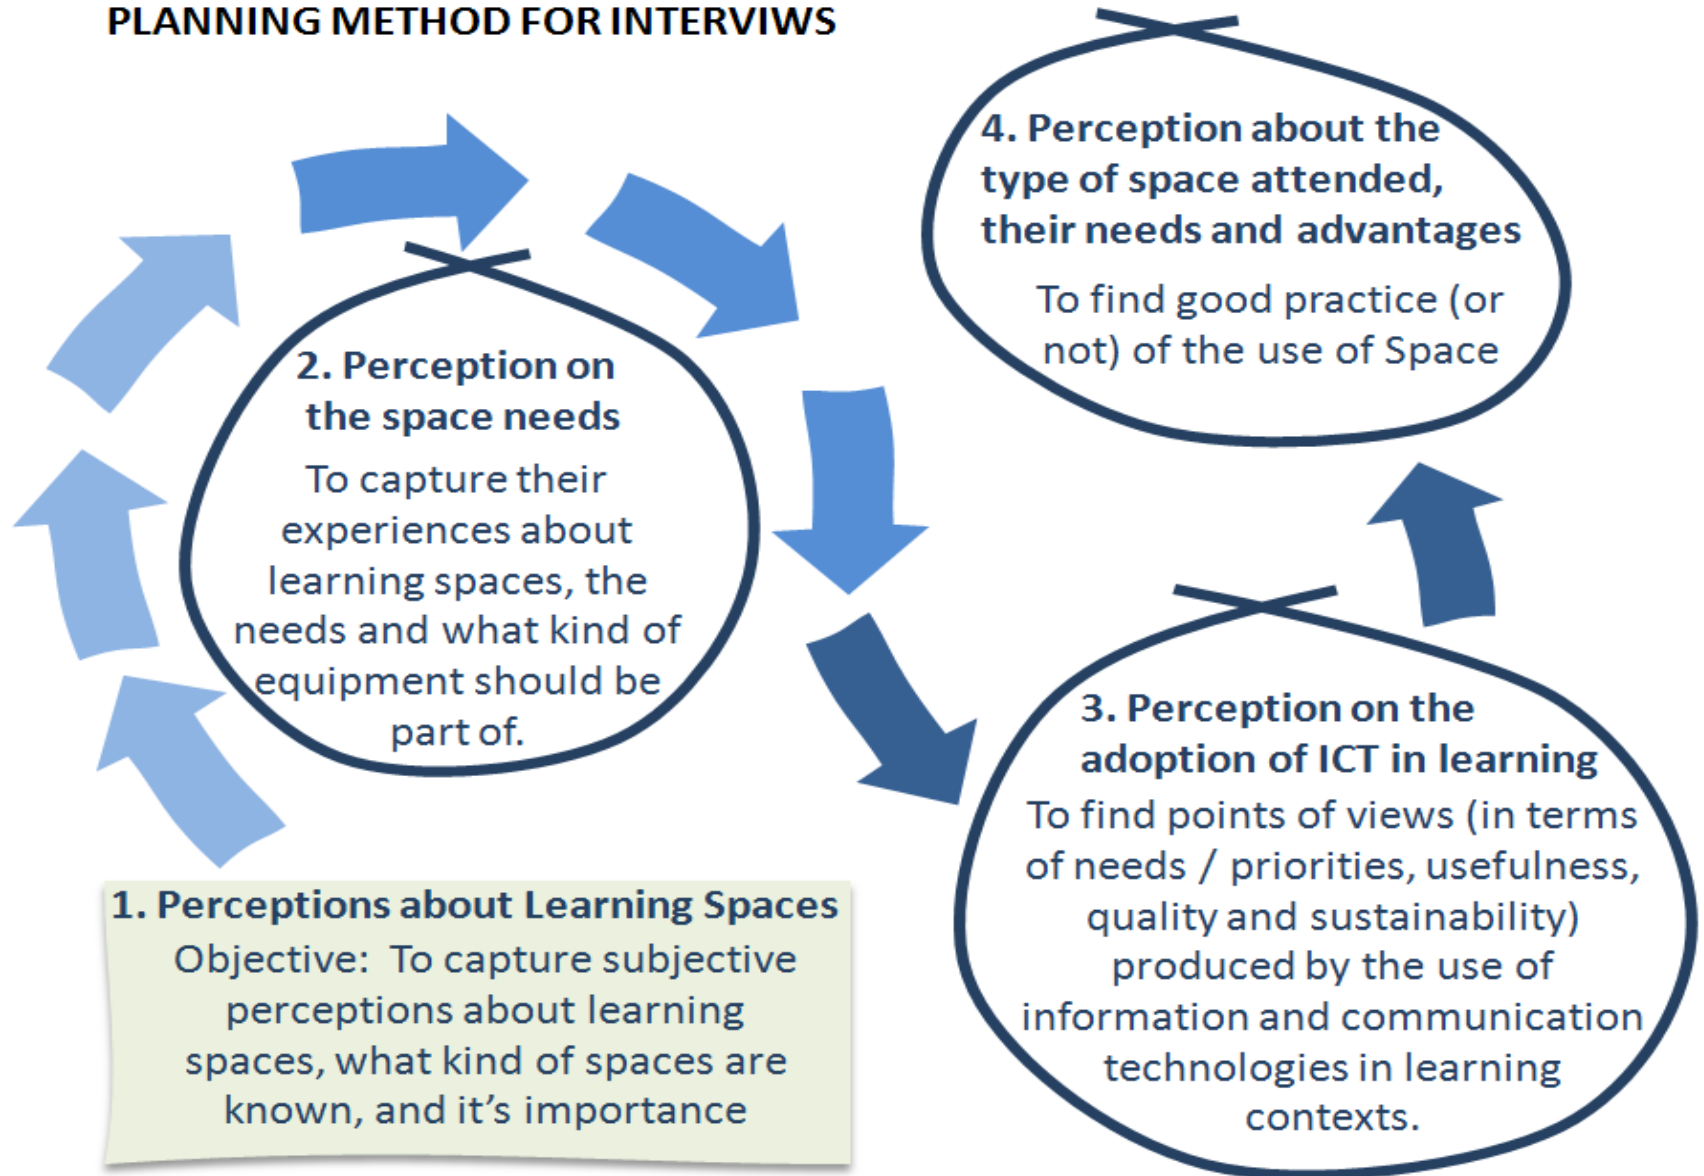 PLANNING METHOD FOR INTERVIWS
1. Perceptions about Learning Spaces
Objective:  To capture subjective
perceptions about learning
spaces, what kind of spaces are
known, and it’s importance
2. Perception on
the space needs
To capture their
experiences about
learning spaces, the
needs and what kind of
equipment should be
part of.
3. Perception on the
adoption of ICT in learning
To find points of views (in terms
of needs / priorities, usefulness,
quality and sustainability)
produced by the use of
information and communication
technologies in learning
contexts.
4. Perception about the
type of space attended,
their needs and advantages
To find good practice (or
not) of the use of Space